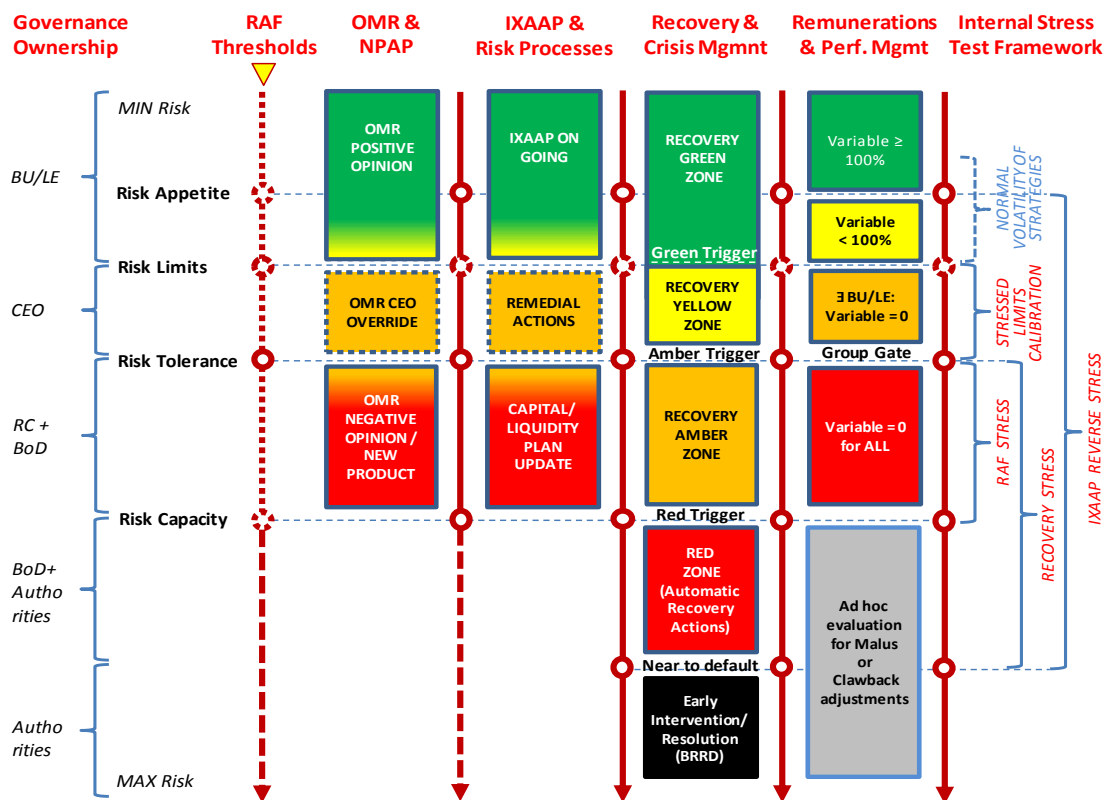 Governance
Ownership
RAF
Thresholds
OMR &
NPAP
IXAAP &
Risk Processes
Recovery &
Crisis Mgmnt
Remunerations
& Perf. Mgmt
Internal Stress
Test Framework
MIN Risk
BU/LE
CEO
RC +
BoD
BoD+
Autho
rities
Autho
rities
MAX Risk
Risk Appetite
Risk Limits
Risk Tolerance
Risk Capacity
OMR
POSITIVE
OPINION
OMR CEO
OVERRIDE
OMR
NEGATIVE
OPINION /
NEW
PRODUCT
IXAAP ON
GOING
REMEDIAL
ACTIONS
CAPITAL/
LIQUIDITY
PLAN
UPDATE
RECOVERY
GREEN
ZONE
Green Trigger
RECOVERY
YELLOW
ZONE
Amber Trigger
RECOVERY
AMBER
ZONE
Red Trigger
RED
ZONE
(Automatic
Recovery
Actions)
Near to default
Early
Intervention/
Resolution
(BRRD)
Variable ≥
100%
Variable
< 100%
∃ BU/LE:
Variable = 0
Group Gate
Variable = 0
for ALL
Ad hoc
evaluation
for Malus
or
Clawback
adjustments
NORMAL
VOLATILITY OF
STRATEGIES
STRESSED
LIMITS
CALIBRATION
RAF STRESS
RECOVERY STRESS
IXAAP REVERSE STRESS